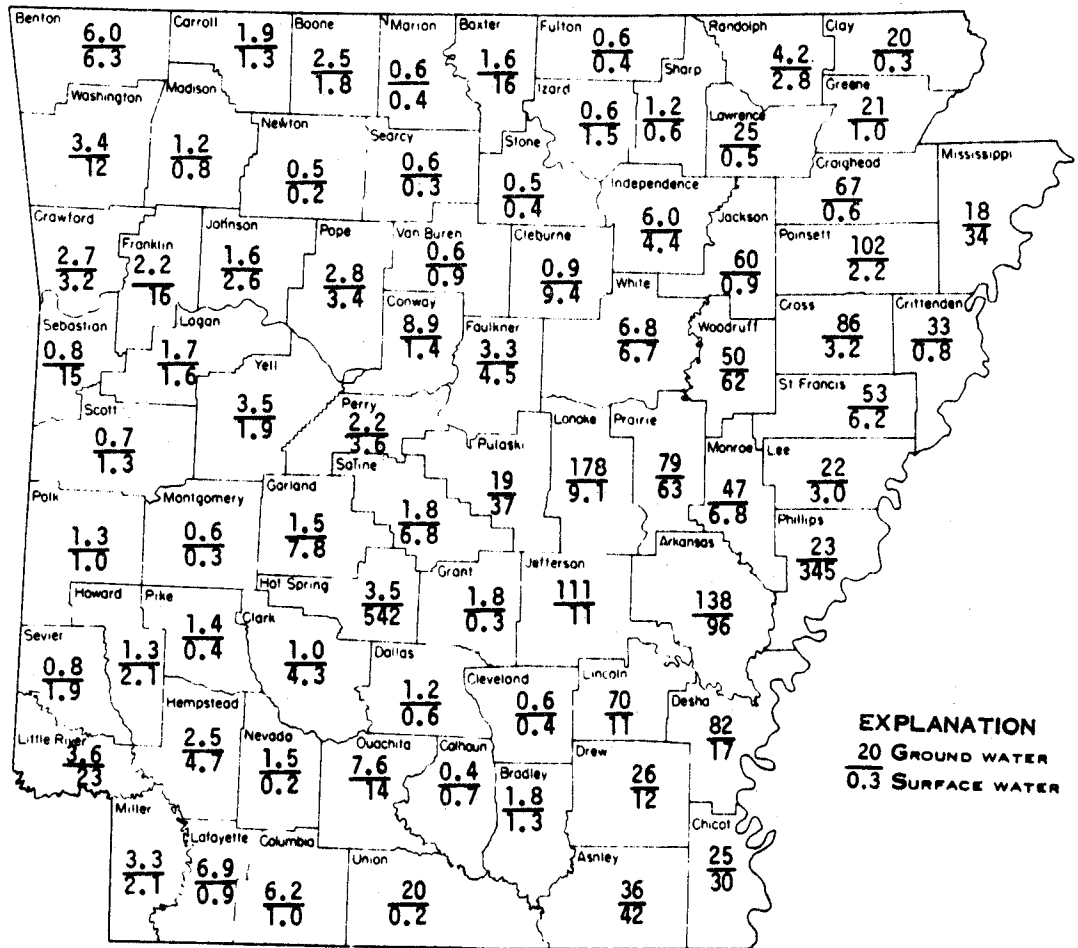 Benton
6.0
6.3
Carroll
1.9
1.3
Boone
2.5
1.8
Marion
0.6
0.4
Baxter
1.6
16
Fulton
0.6
0.4
Sharp
1.2
0.6
Randolph
4.2
2.8
Clay
20
0.3
Washington
3.4
12
Madison
1.2
0.8
Newton
0.5
0.2
Searcy
0.6
0.3
Stone
0.5
0.4
Izard
0.6
1.5
Lawrence
25
0.5
Greene
21
1.0
Craighead
67
0.6
Mississippi
18
34
Independence
6.0
4.4
Jackson
60
0.9
Poinsett
102
2.2
Crawford
2.7
3.2
Franklin
2.2
16
Johnson
1.6
2.6
Pope
2.8
3.4
Van Buren
0.6
0.9
Cleburne
0.9
9.4
White
6.8
6.7
Conway
8.9
1.4
Faulkner
3.3
4.5
Woodruff
50
62
Cross
86
3.2
Crittenden
33
0.8
Sebastian
0.8
15
Logan
1.7
1.6
Yell
3.5
1.9
St Francis
53
6.2
Scott
0.7
1.3
Perry
2.2
3.6
Pulaski
19
37
Lonoke
178
9.1
Prairie
79
63
Monroe
47
6.8
Lee
22
3.0
Phillips
23
345
Polk
1.3
1.0
Montgomery
0.6
0.3
Garland
1.5
7.8
Saline
1.8
6.8
Hot Spring
3.5
542
Grant
1.8
0.3
Jefferson
111
11
Arkansas
138
96
Howard
1.3
2.1
Pike
1.4
0.4
Clark
1.0
4.3
Sevier
0.8
1.9
Dallas
1.2
0.6
Cleveland
0.6
0.4
Lincoln
70
11
Desha
82
17
Hempstead
2.5
4.7
Nevada
1.5
0.2
Ouachita
7.6
14
Calhoun
0.4
0.7
Bradley
1.8
1.3
Drew
26
12
Little River
3.6
23
Miller
3.3
2.1
Lafayette
6.9
0.9
Columbia
6.2
1.0
Union
20
0.2
Ashley
36
42
Chicot
25
30
EXPLANATION
20 GROUND WATER
0.3 SURFACE WATER